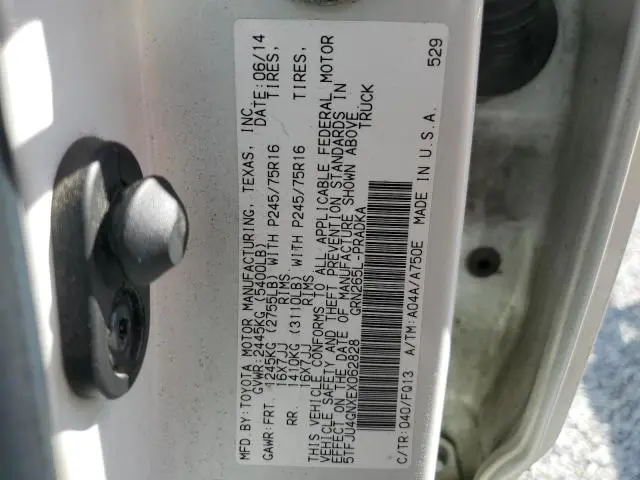 MFD.BY: TOYOTA MOTOR MANUFACTURING, TEXAS, INC.
GVWR: 2445KG (5400LB) DATE: 06/14
GAWR: FRT. 1245KG (2755LB) WITH P245/75R16 TIRES,
16X7JJ RIMS
RR. 1410KG (3110LB) WITH P245/75R16 TIRES,
16X7JJ RIMS
THIS VEHICLE CONFORMS TO ALL APPLICABLE FEDERAL MOTOR
VEHICLE SAFETY AND THEFT PREVENTION STANDARDS IN
EFFECT ON THE DATE OF MANUFACTURE SHOWN ABOVE.
5TFJU4GNXEX062828 GRN265L-PRADKA TRUCK
C/TR: 040/FQ13 A/TM: A04A/A750E MADE IN U.S.A. 529